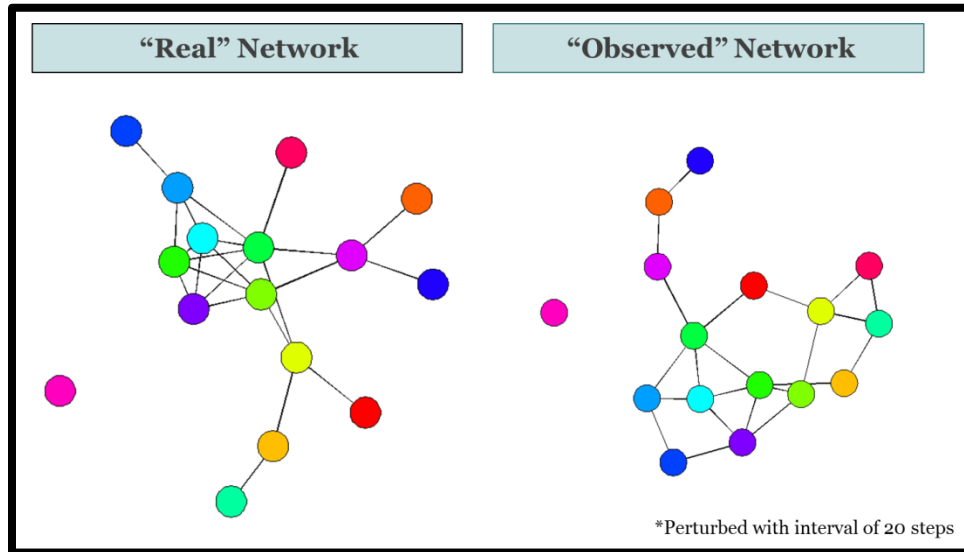 “Real” Network
“Observed” Network
*Perturbed with interval of 20 steps